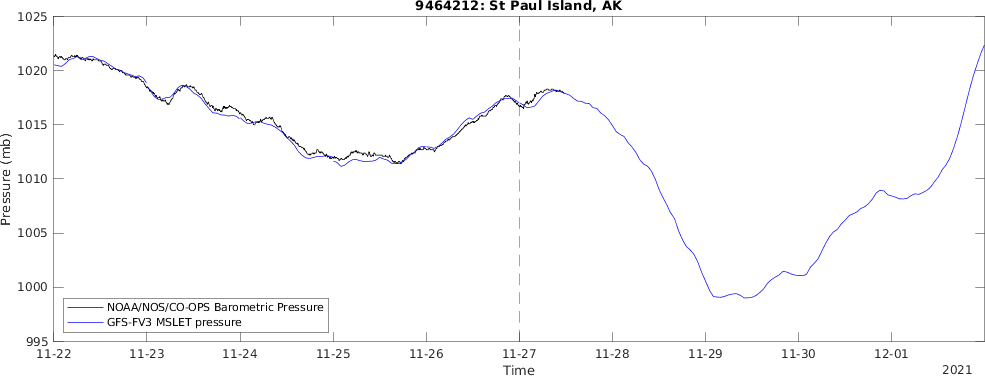 9464212: St Paul Island, AK
1025
1020
1015
1010
1005
1000
995
Pressure (mb)
NOAA/NOS/CO-OPS Barometric Pressure
GFS-FV3 MSLET pressure
11-22 11-23 11-24 11-25 11-26 11-27 11-28 11-29 11-30 12-01
Time
2021